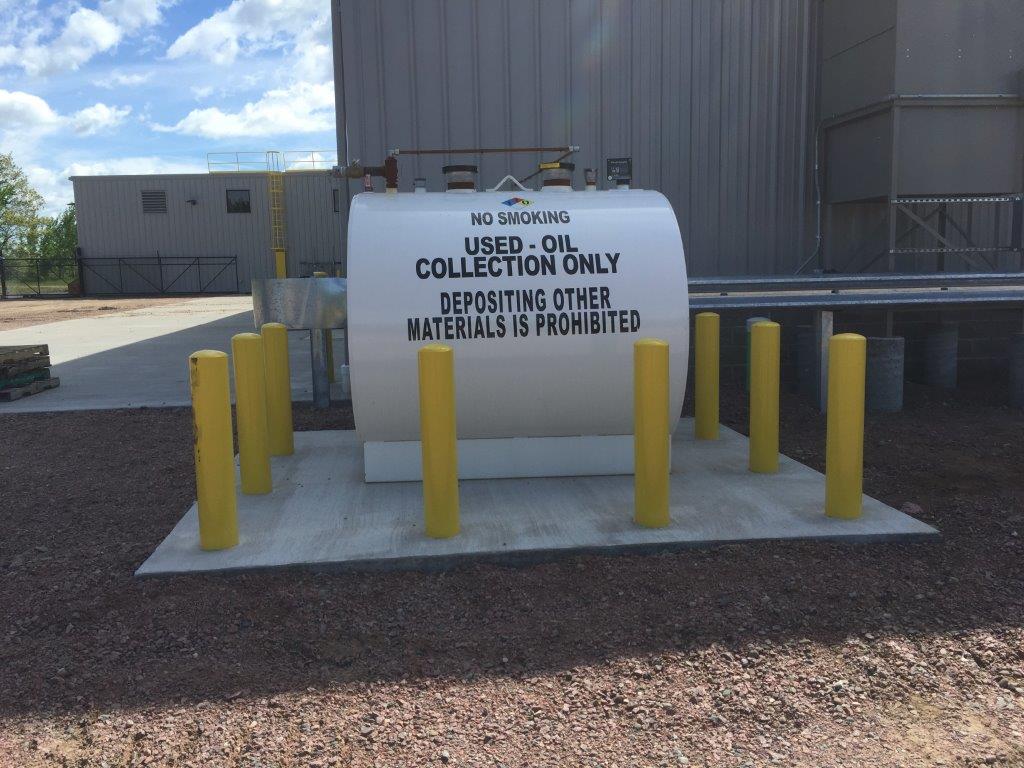 NO SMOKING
USED - OIL
COLLECTION ONLY
DEPOSITING OTHER
MATERIALS IS PROHIBITED